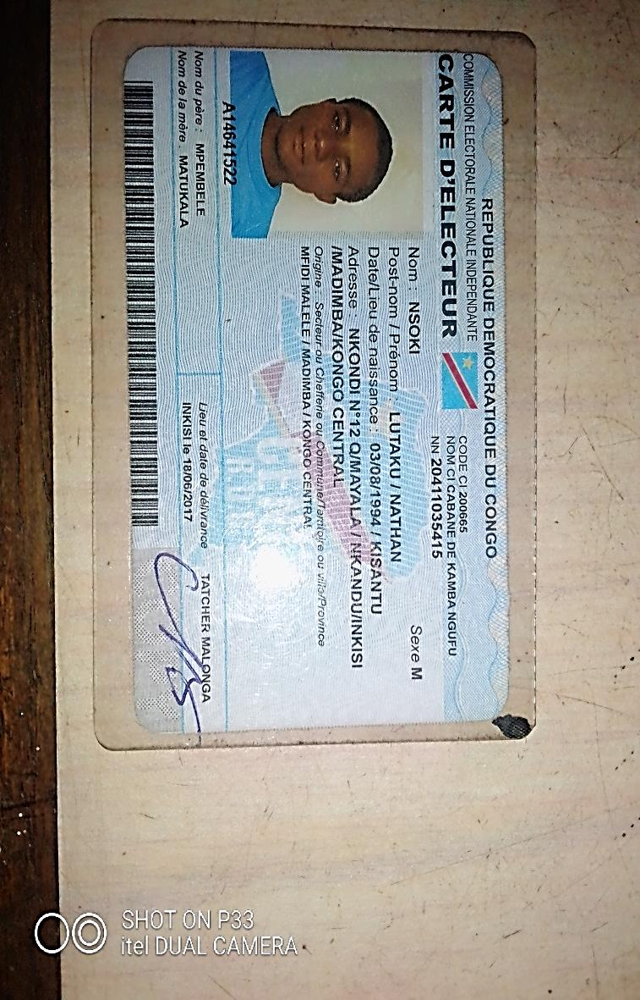 REPUBLIQUE DEMOCRATIQUE DU CONGO
COMMISSION ELECTORALE NATIONALE INDEPENDANTE
CARTE D'ELECTEUR
CODE CI 200665
NOM CI CABANE DE KAMBA NGUFU
NN 20411035415
Nom : NSOKI Sexe M
Post-nom / Prénom : LUTAKU / NATHAN
Date/Lieu de naissance : 03/08/1994 / KISANTU
Adresse : NKONDI N°12 Q/MAYALA / NKANDU/INKISI
/MADIMBA/KONGO CENTRAL
Origine : Secteur ou Chefferie ou Commune/Territoire ou ville/Province
MFIDI MALELE / MADIMBA / KONGO CENTRAL
A14641522
Nom du père : MPEMBELE
Nom de la mère : MATUKALA
Lieu et date de délivrance
INKISI le 18/06/2017
TATCHER MALONGA
SHOT ON P33
itel DUAL CAMERA